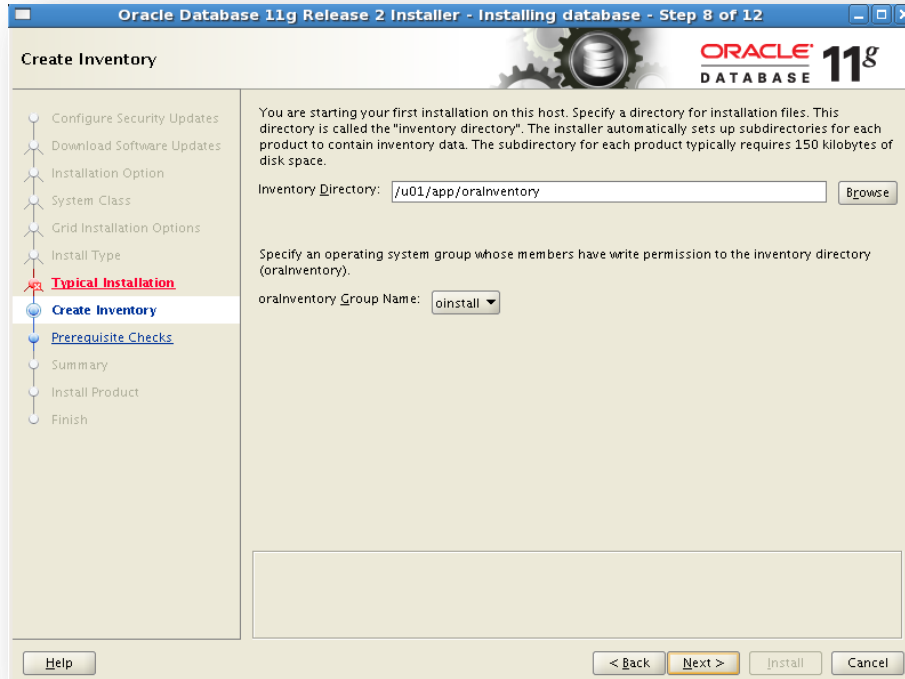 Oracle Database 11g Release 2 Installer - Installing database - Step 8 of 12
Create Inventory
ORACLE
DATABASE
11g
Configure Security Updates
Download Software Updates
Installation Option
System Class
Grid Installation Options
Install Type
Typical Installation
Create Inventory
Prerequisite Checks
Summary
Install Product
Finish
You are starting your first installation on this host. Specify a directory for installation files. This
directory is called the "inventory directory". The installer automatically sets up subdirectories for each
product to contain inventory data. The subdirectory for each product typically requires 150 kilobytes of
disk space.
Inventory Directory: /u01/app/oraInventory Browse
Specify an operating system group whose members have write permission to the inventory directory
(oraInventory).
oraInventory Group Name: oinstall
Help
< Back Next > Install Cancel